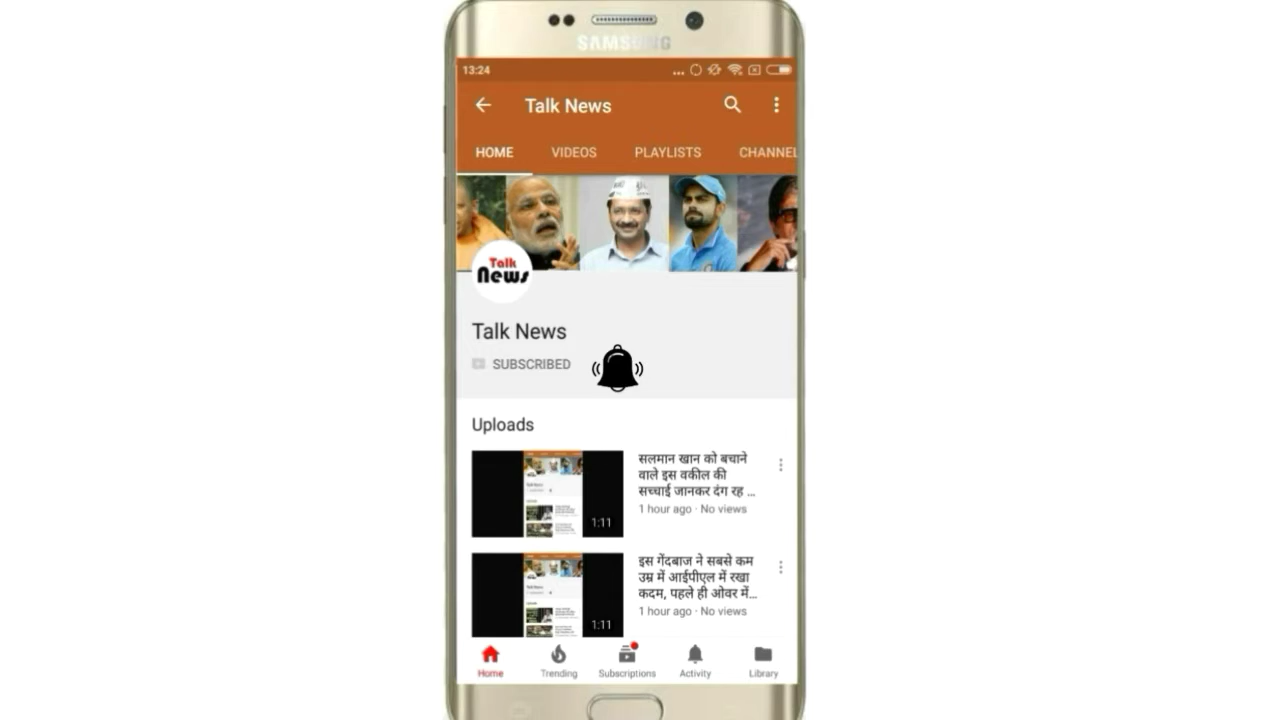 SAMSUNG
13:24
Talk News
HOME VIDEOS PLAYLISTS CHANNEL
Talk
News
Talk News
SUBSCRIBED
Uploads
सलमान खान को बचाने
वाले इस वकील की
सच्चाई जानकर दंग रह ...
1 hour ago · No views
1:11
इस गेंदबाज ने सबसे कम
उम्र में आईपीएल में रखा
कदम, पहले ही ओवर में...
1 hour ago · No views
1:11
Home Trending Subscriptions Activity Library